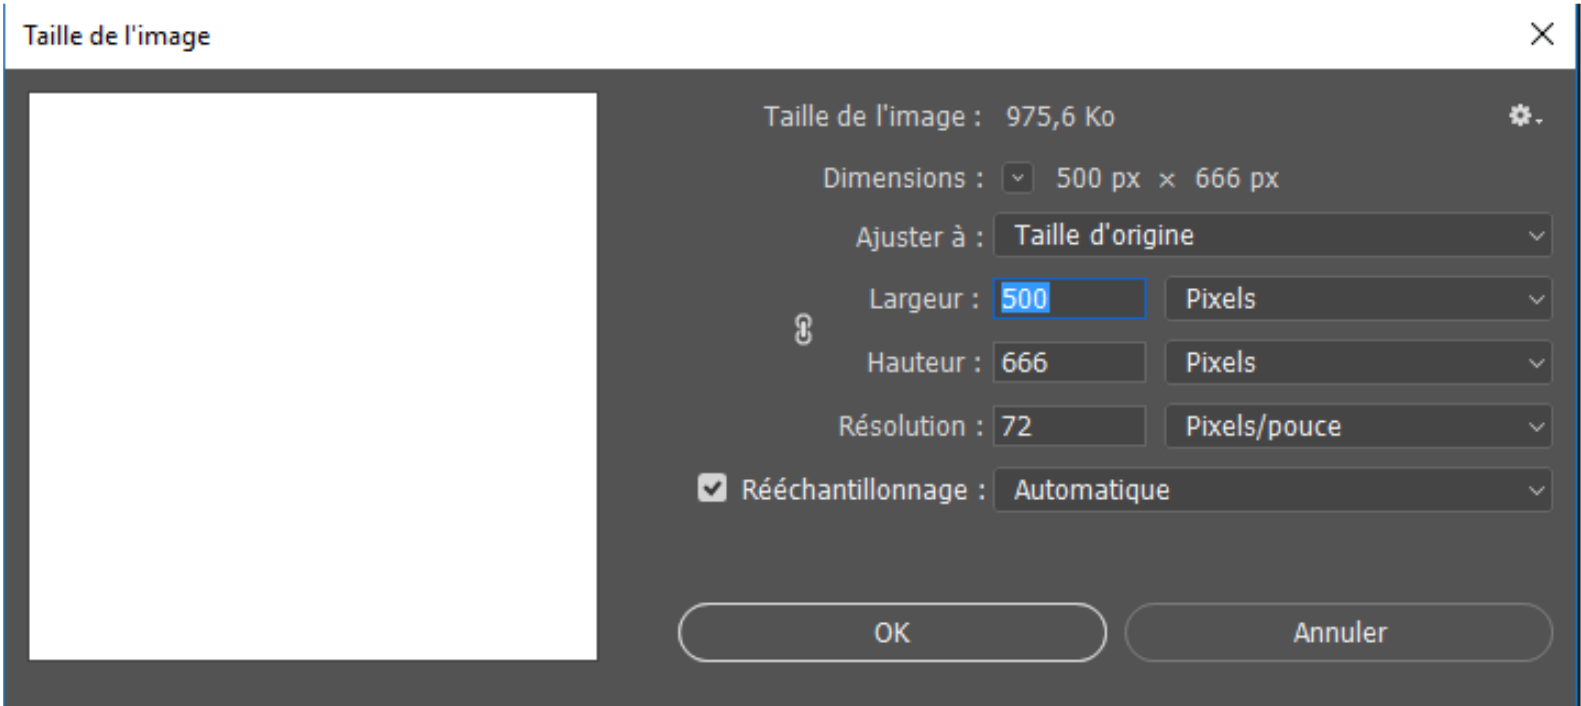 Taille de l'image
Taille de l'image : 975,6 Ko
Dimensions : 500 px × 666 px
Ajuster à : Taille d'origine
Largeur : 500 Pixels
Hauteur : 666 Pixels
Résolution : 72 Pixels/pouce
Rééchantillonnage : Automatique
OK Annuler